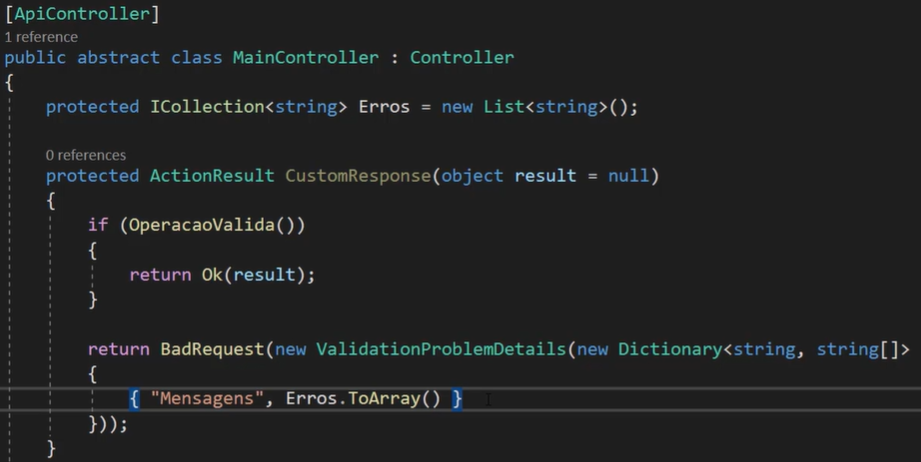 [ApiController]
1 reference
public abstract class MainController : Controller
{
protected ICollection<string> Erros = new List<string>();
0 references
protected ActionResult CustomResponse(object result = null)
{
if (OperacaoValida())
{
return Ok(result);
}
return BadRequest(new ValidationProblemDetails(new Dictionary<string, string[]>
{
{ "Mensagens", Erros.ToArray() }
}));
}